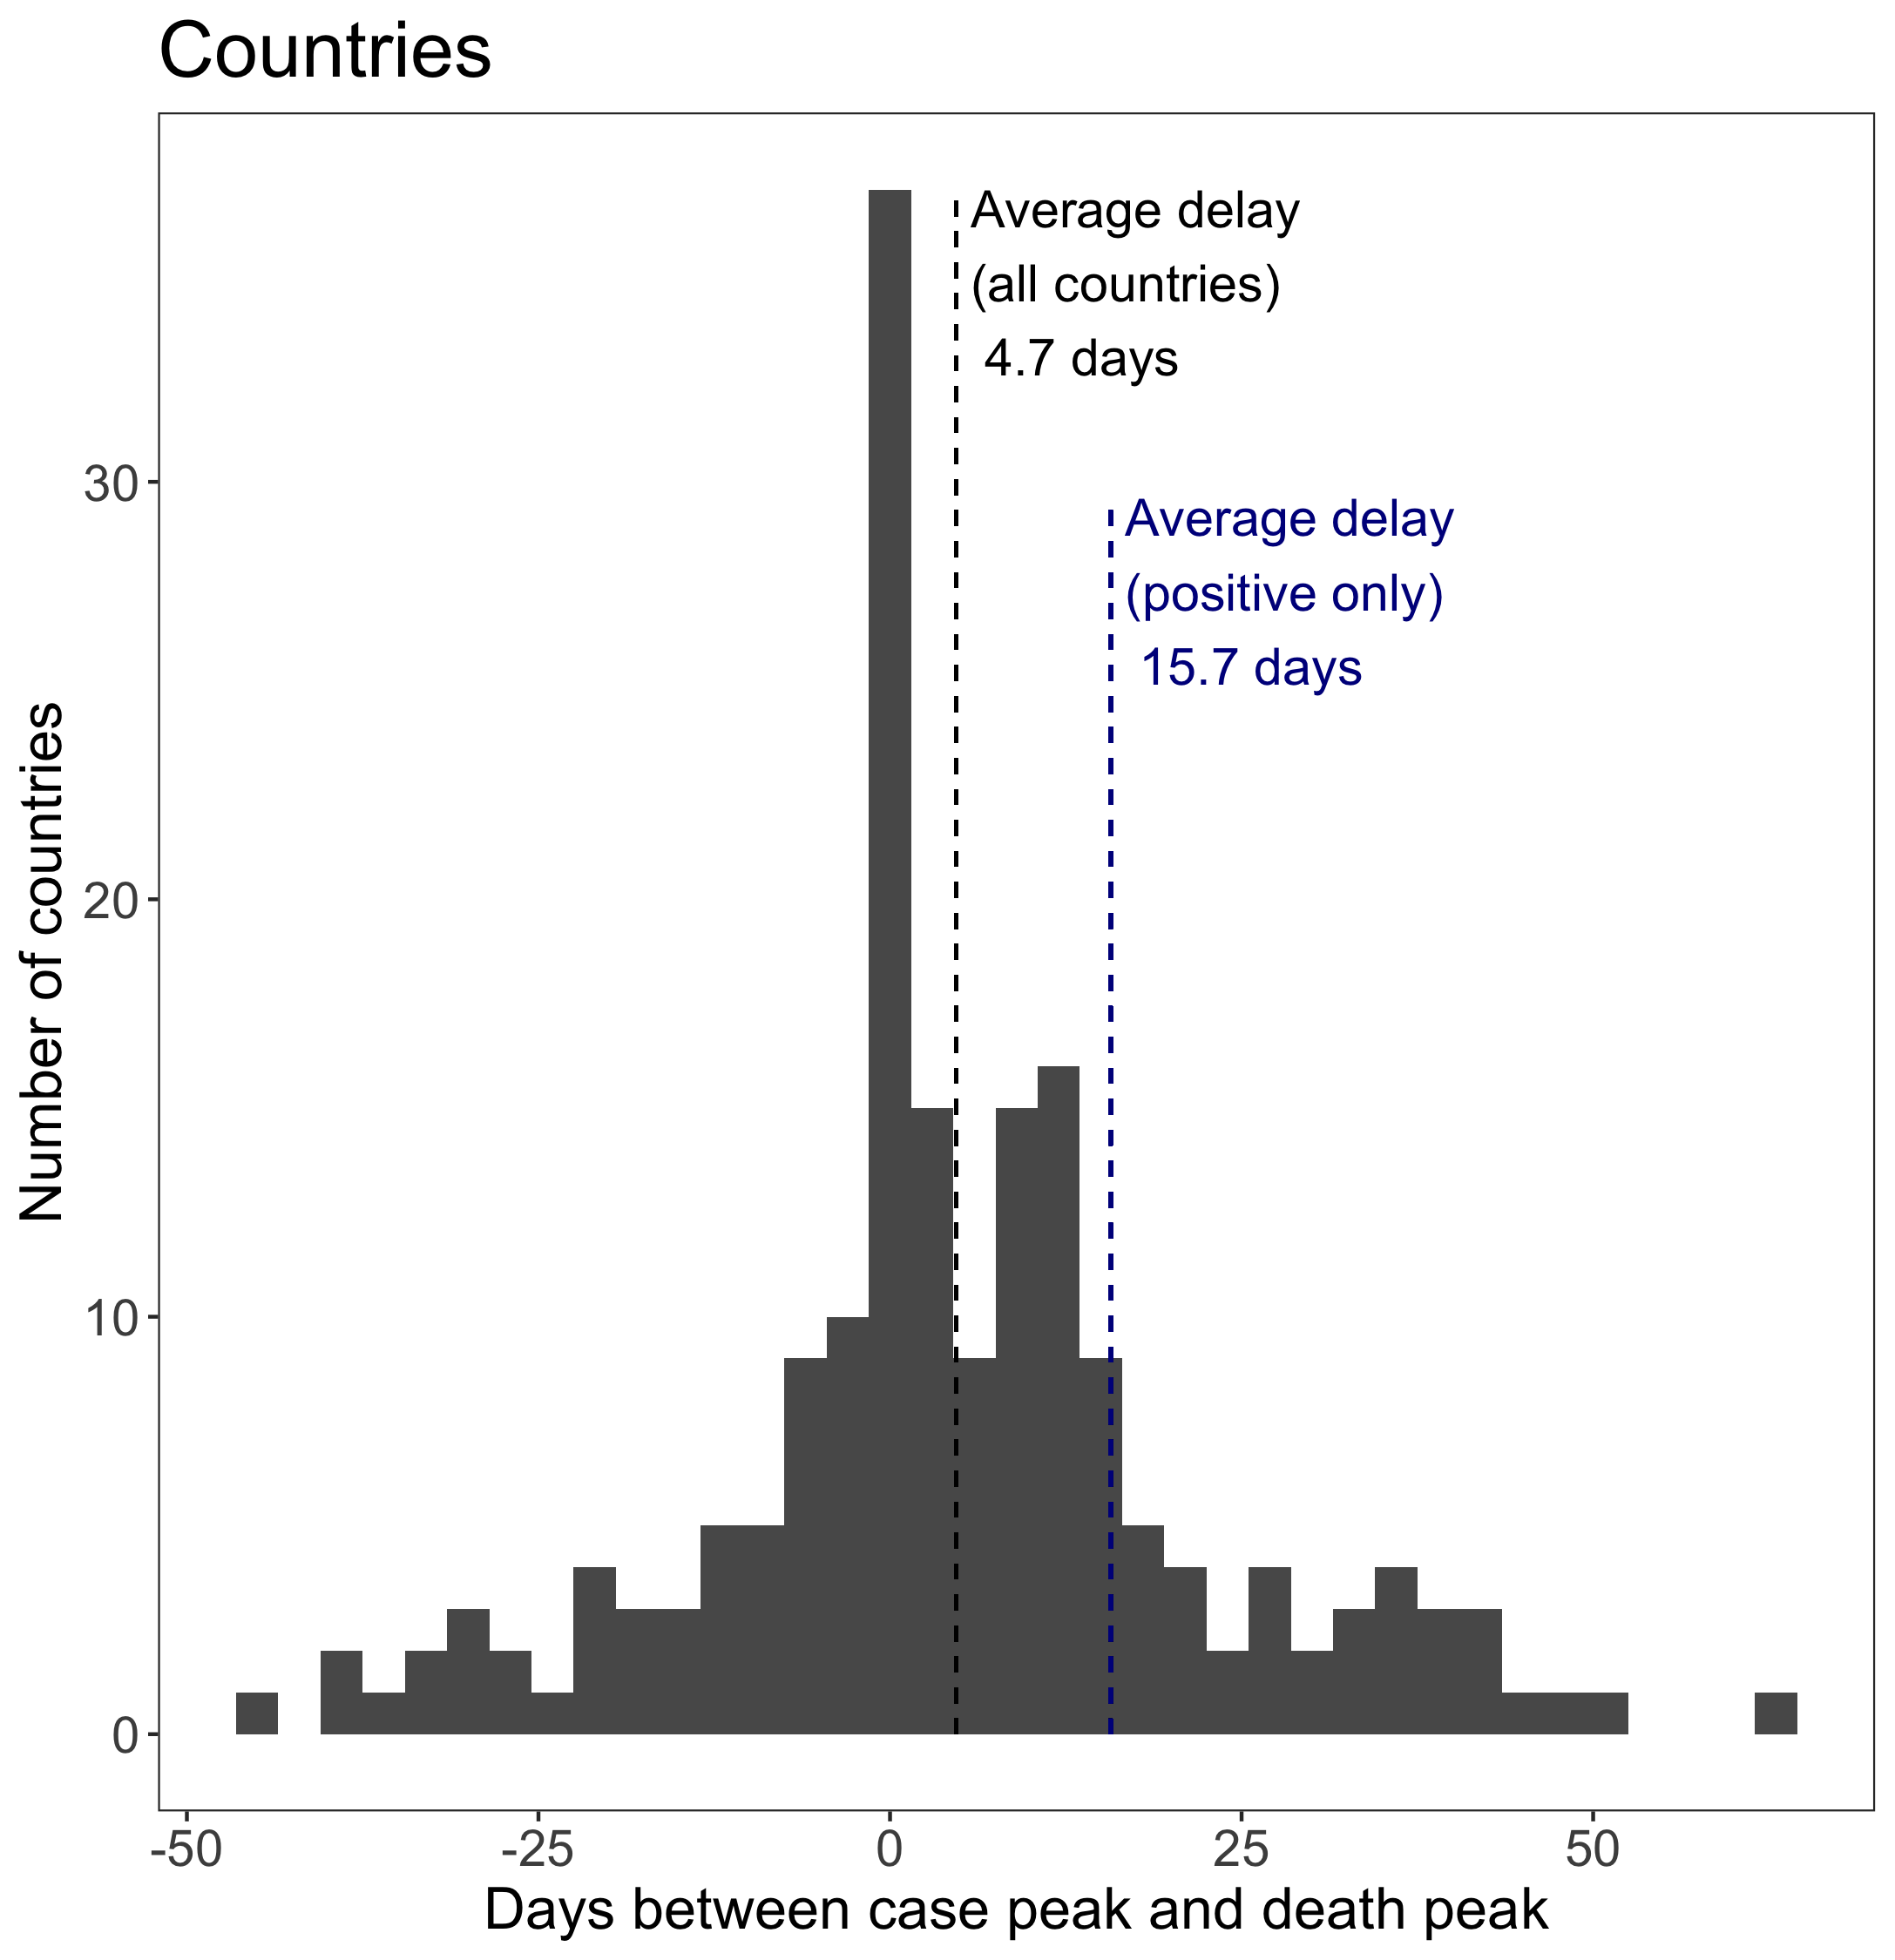 Countries
Average delay
(all countries)
4.7 days
30
Average delay
(positive only)
15.7 days
20
Number of countries
10
0
-50
-25
0
25
50
Days between case peak and death peak